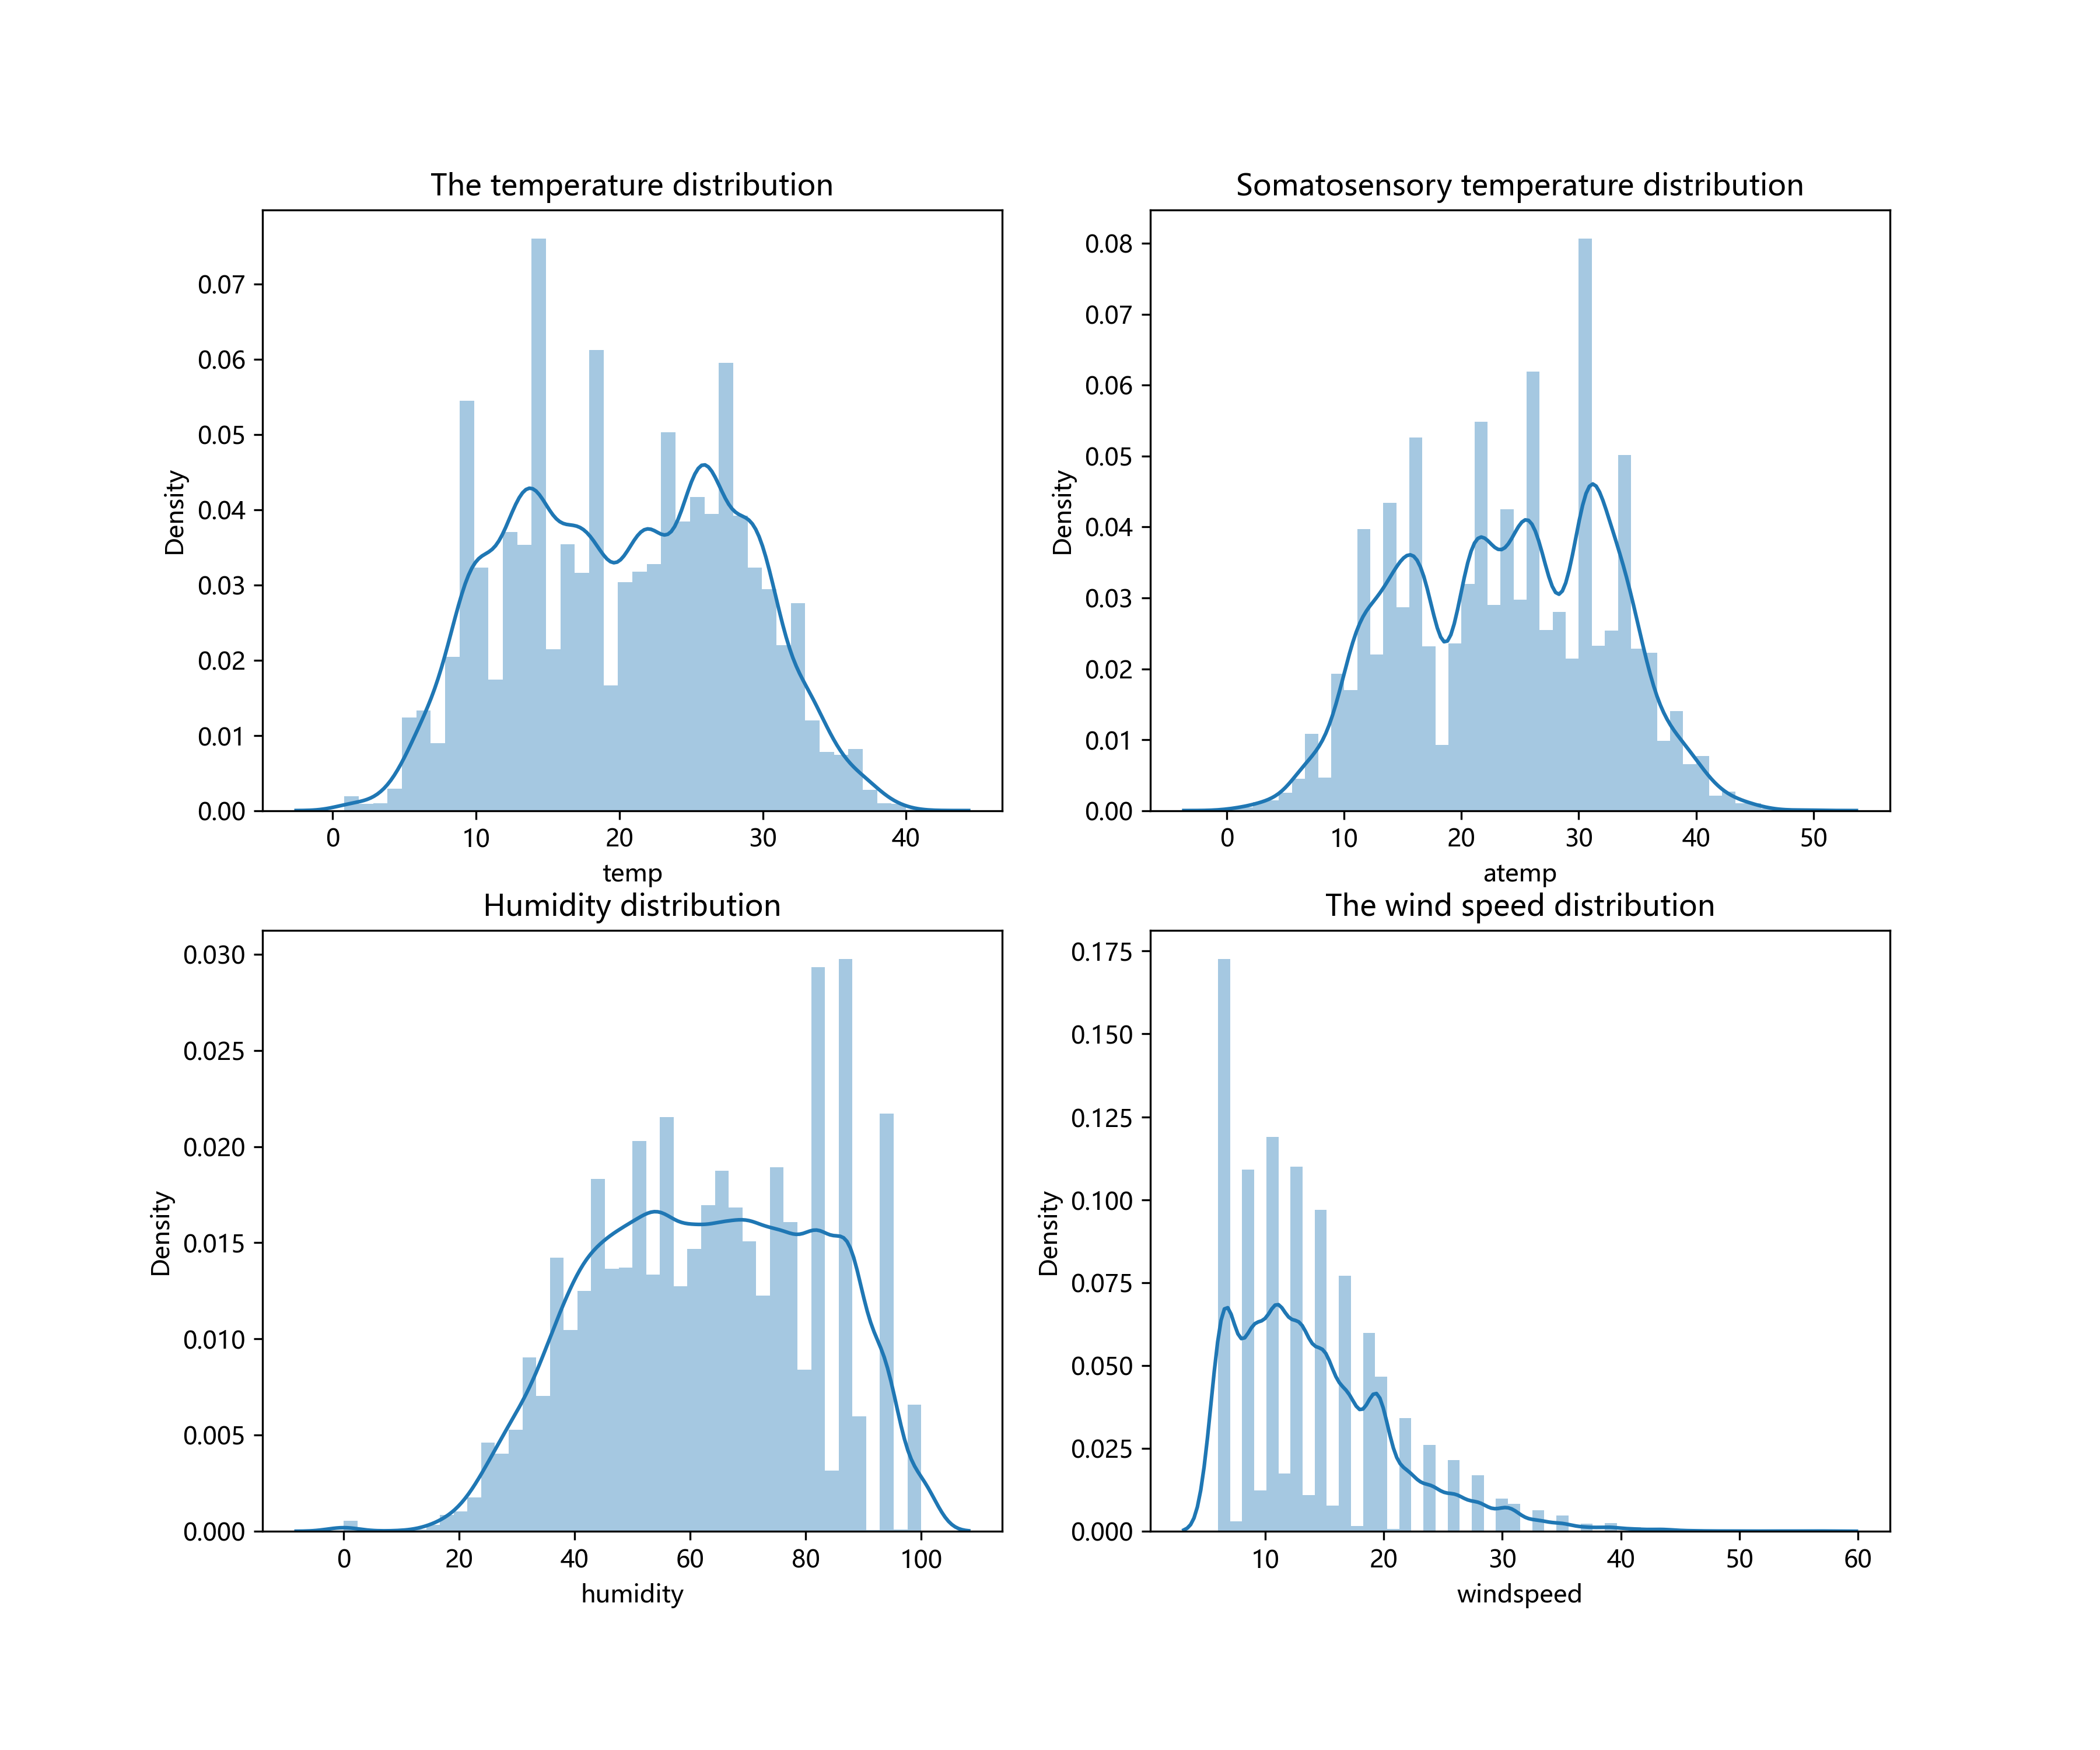 The temperature distribution
0.07
0.06
0.05
0.04
0.03
0.02
0.01
0.00
Density
0 10 20 30 40
temp
Somatosensory temperature distribution
0.08
0.07
0.06
0.05
0.04
0.03
0.02
0.01
0.00
Density
0 10 20 30 40 50
atemp
Humidity distribution
0.030
0.025
0.020
0.015
0.010
0.005
0.000
Density
0 20 40 60 80 100
humidity
The wind speed distribution
0.175
0.150
0.125
0.100
0.075
0.050
0.025
0.000
Density
10 20 30 40 50 60
windspeed